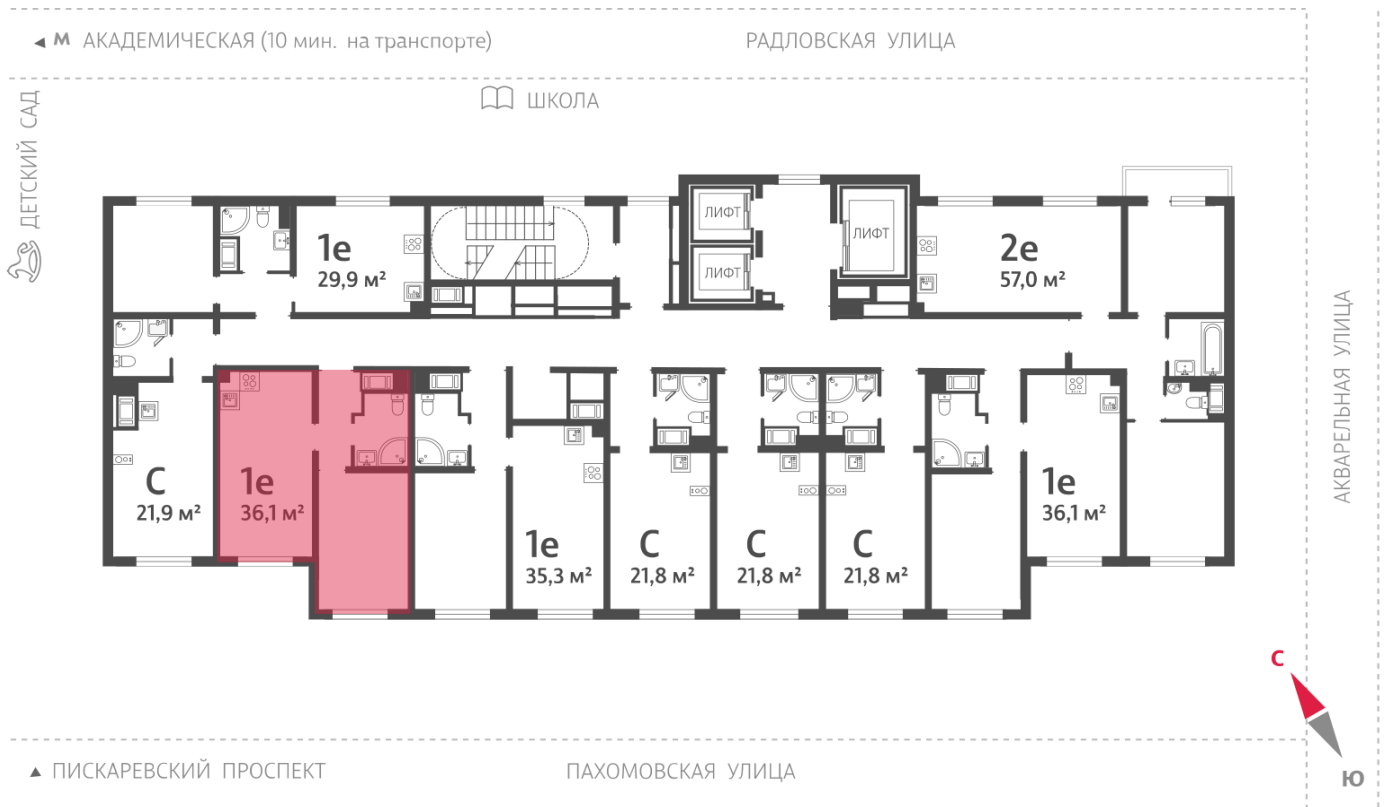 М АКАДЕМИЧЕСКАЯ (10 мин. на транспорте)
РАДЛОВСКАЯ УЛИЦА
ШКОЛА
ДЕТСКИЙ САД
ЛИФТ
ЛИФТ
ЛИФТ
1е
29,9 м²
2е
57,0 м²
АКВАРЕЛЬНАЯ УЛИЦА
С
21,9 м²
1е
36,1 м²
1е
35,3 м²
С
21,8 м²
С
21,8 м²
С
21,8 м²
1е
36,1 м²
С
Ю
ПИСКАРЕВСКИЙ ПРОСПЕКТ
ПАХОМОВСКАЯ УЛИЦА